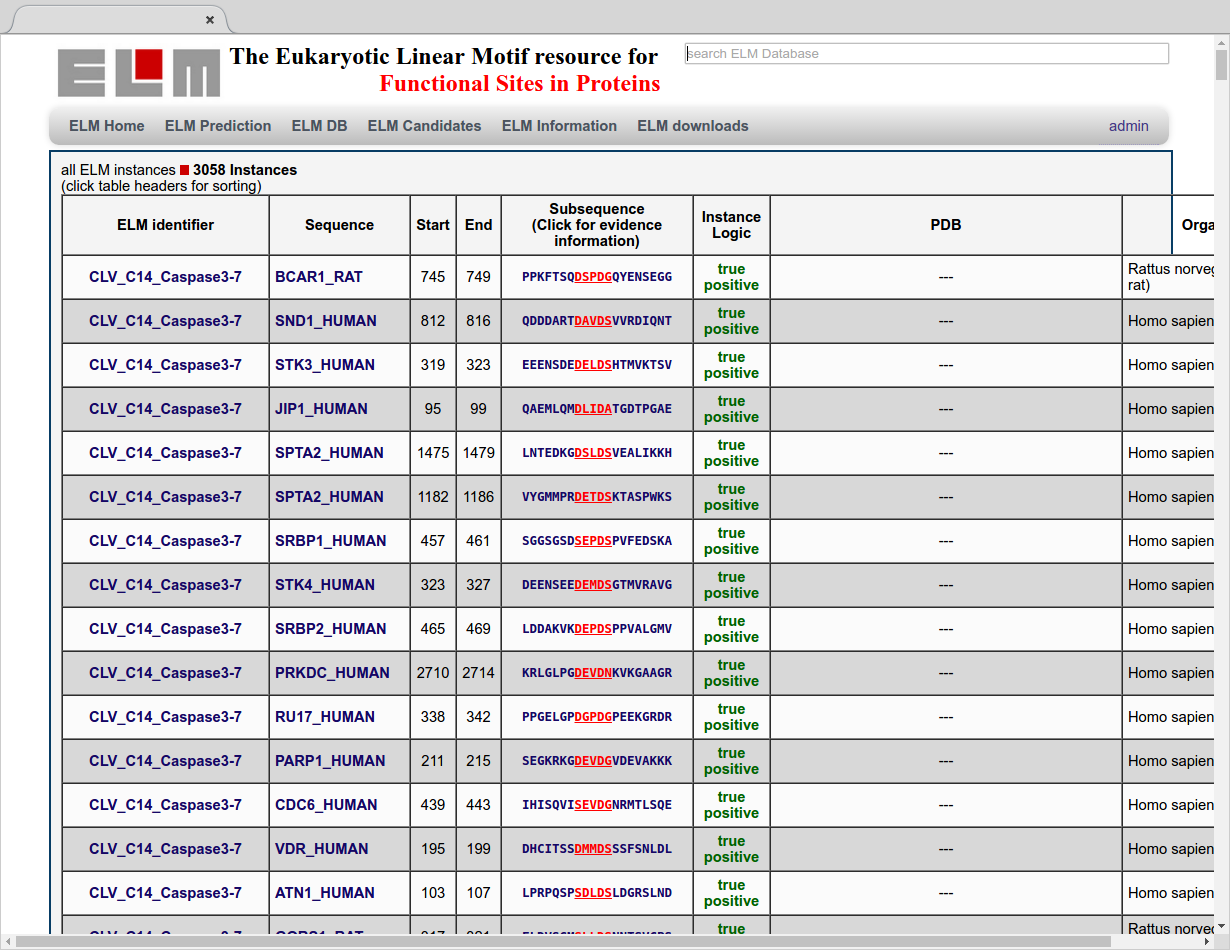 ELM The Eukaryotic Linear Motif resource for
Functional Sites in Proteins
search ELM Database
ELM Home ELM Prediction ELM DB ELM Candidates ELM Information ELM downloads admin
all ELM instances 3058 Instances
(click table headers for sorting)
ELM identifier Sequence Start End Subsequence (Click for evidence information) Instance Logic PDB Orga
CLV_C14_Caspase3-7 BCAR1_RAT 745 749 PPKFTSQDSPDGQYENSEGG true positive --- Rattus norveg rat)
CLV_C14_Caspase3-7 SND1_HUMAN 812 816 QDDDARTDAVDSVVRDIQNT true positive --- Homo sapien
CLV_C14_Caspase3-7 STK3_HUMAN 319 323 EEENSDEDELDSHTMVKTSV true positive --- Homo sapien
CLV_C14_Caspase3-7 JIP1_HUMAN 95 99 QAEMLQMDLIDATGDTPGAE true positive --- Homo sapien
CLV_C14_Caspase3-7 SPTA2_HUMAN 1475 1479 LNTEDKGDSLDSVEALIKKH true positive --- Homo sapien
CLV_C14_Caspase3-7 SPTA2_HUMAN 1182 1186 VYGMMPRDETDSKTASPWKS true positive --- Homo sapien
CLV_C14_Caspase3-7 SRBP1_HUMAN 457 461 SGGSGSDSEPDSPVFEDSKA true positive --- Homo sapien
CLV_C14_Caspase3-7 STK4_HUMAN 323 327 DEENSEEDEMDSGTMVRAVG true positive --- Homo sapien
CLV_C14_Caspase3-7 SRBP2_HUMAN 465 469 LDDAKVKDEPDSPPVALGMV true positive --- Homo sapien
CLV_C14_Caspase3-7 PRKDC_HUMAN 2710 2714 KRLGLPGDEVDNKVKGAAGR true positive --- Homo sapien
CLV_C14_Caspase3-7 RU17_HUMAN 338 342 PPGELGPDGPDGPEEKGRDR true positive --- Homo sapien
CLV_C14_Caspase3-7 PARP1_HUMAN 211 215 SEGKRKGDEVDGVDEVAKKK true positive --- Homo sapien
CLV_C14_Caspase3-7 CDC6_HUMAN 439 443 IHISQVISEVDGNRMTLSQE true positive --- Homo sapien
CLV_C14_Caspase3-7 VDR_HUMAN 195 199 DHCITSSDMMDSSSFSNLDL true positive --- Homo sapien
CLV_C14_Caspase3-7 ATN1_HUMAN 103 107 LPRPQSPSDLDSLDGRSLND true positive --- Homo sapien
true Rattus norveg